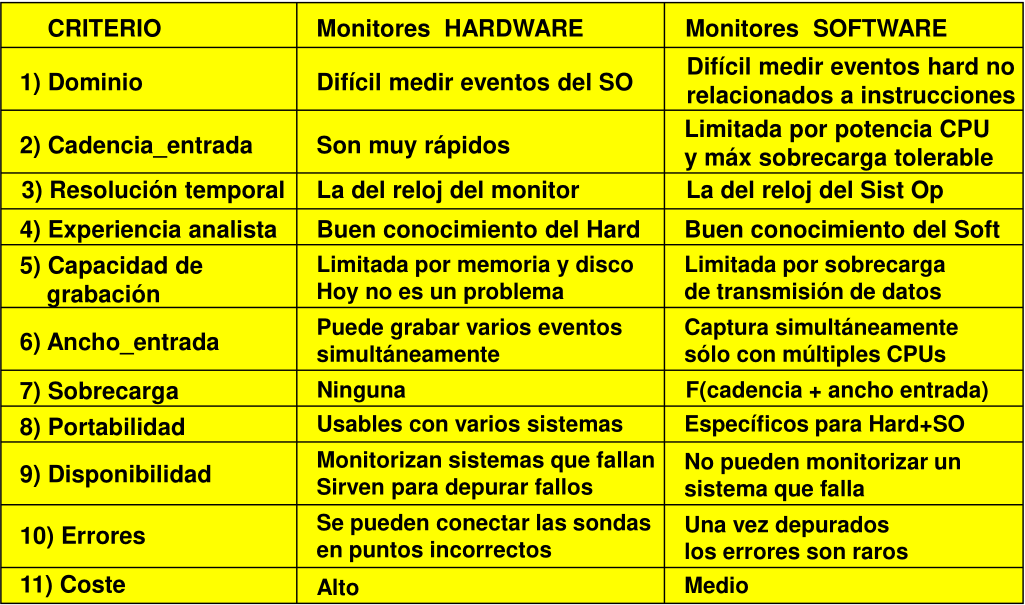 CRITERIO
Monitores HARDWARE
Monitores SOFTWARE
1) Dominio
Difícil medir eventos del SO
Difícil medir eventos hard no
relacionados a instrucciones
2) Cadencia_entrada
Son muy rápidos
Limitada por potencia CPU
y máx sobrecarga tolerable
3) Resolución temporal
La del reloj del monitor
La del reloj del Sist Op
4) Experiencia analista
Buen conocimiento del Hard
Buen conocimiento del Soft
5) Capacidad de
grabación
Limitada por memoria y disco
Hoy no es un problema
Limitada por sobrecarga
de transmisión de datos
6) Ancho_entrada
Puede grabar varios eventos
simultáneamente
Captura simultáneamente
sólo con múltiples CPUs
7) Sobrecarga
Ninguna
F(cadencia + ancho entrada)
8) Portabilidad
Usables con varios sistemas
Específicos para Hard+SO
9) Disponibilidad
Monitorizan sistemas que fallan
Sirven para depurar fallos
No pueden monitorizar un
sistema que falla
10) Errores
Se pueden conectar las sondas
en puntos incorrectos
Una vez depurados
los errores son raros
11) Coste
Alto
Medio